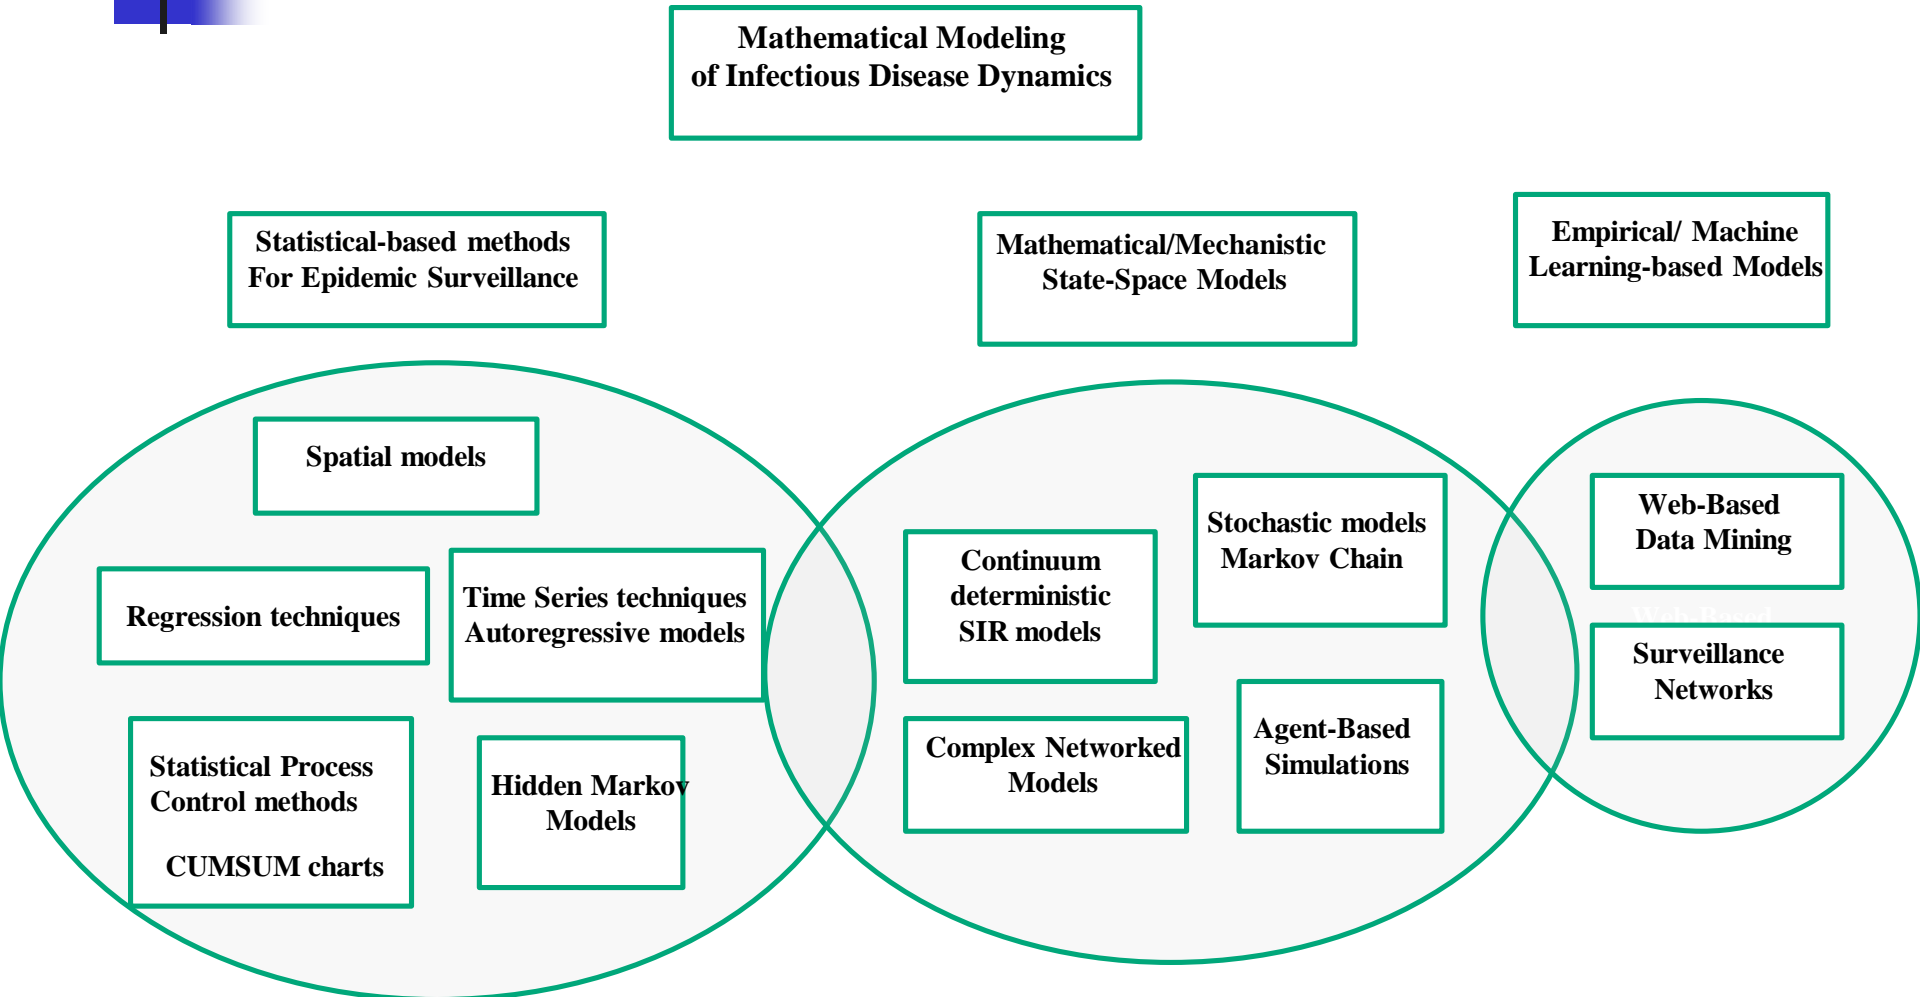 Mathematical Modeling
of Infectious Disease Dynamics
Statistical-based methods
For Epidemic Surveillance
Mathematical/Mechanistic
State-Space Models
Empirical/ Machine
Learning-based Models
Spatial models
Regression techniques
Time Series techniques
Autoregressive models
Statistical Process
Control methods
CUMSUM charts
Hidden Markov
Models
Continuum
deterministic
SIR models
Stochastic models
Markov Chain
Complex Networked
Models
Agent-Based
Simulations
Web-Based
Data Mining
Web-Based
Surveillance
Networks